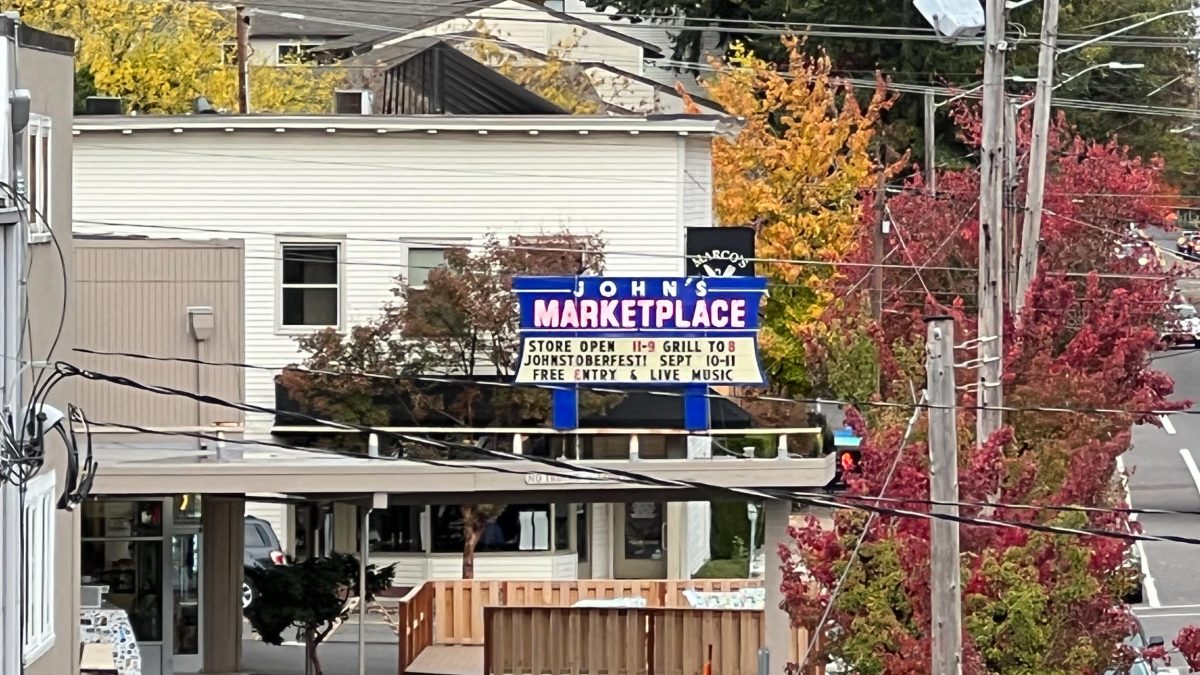 MARCO'S
JOHN'S
MARKETPLACE
STORE OPEN 11-9 GRILL TO 8
JOHNSTOBERFEST! SEPT 10-11
FREE ENTRY & LIVE MUSIC